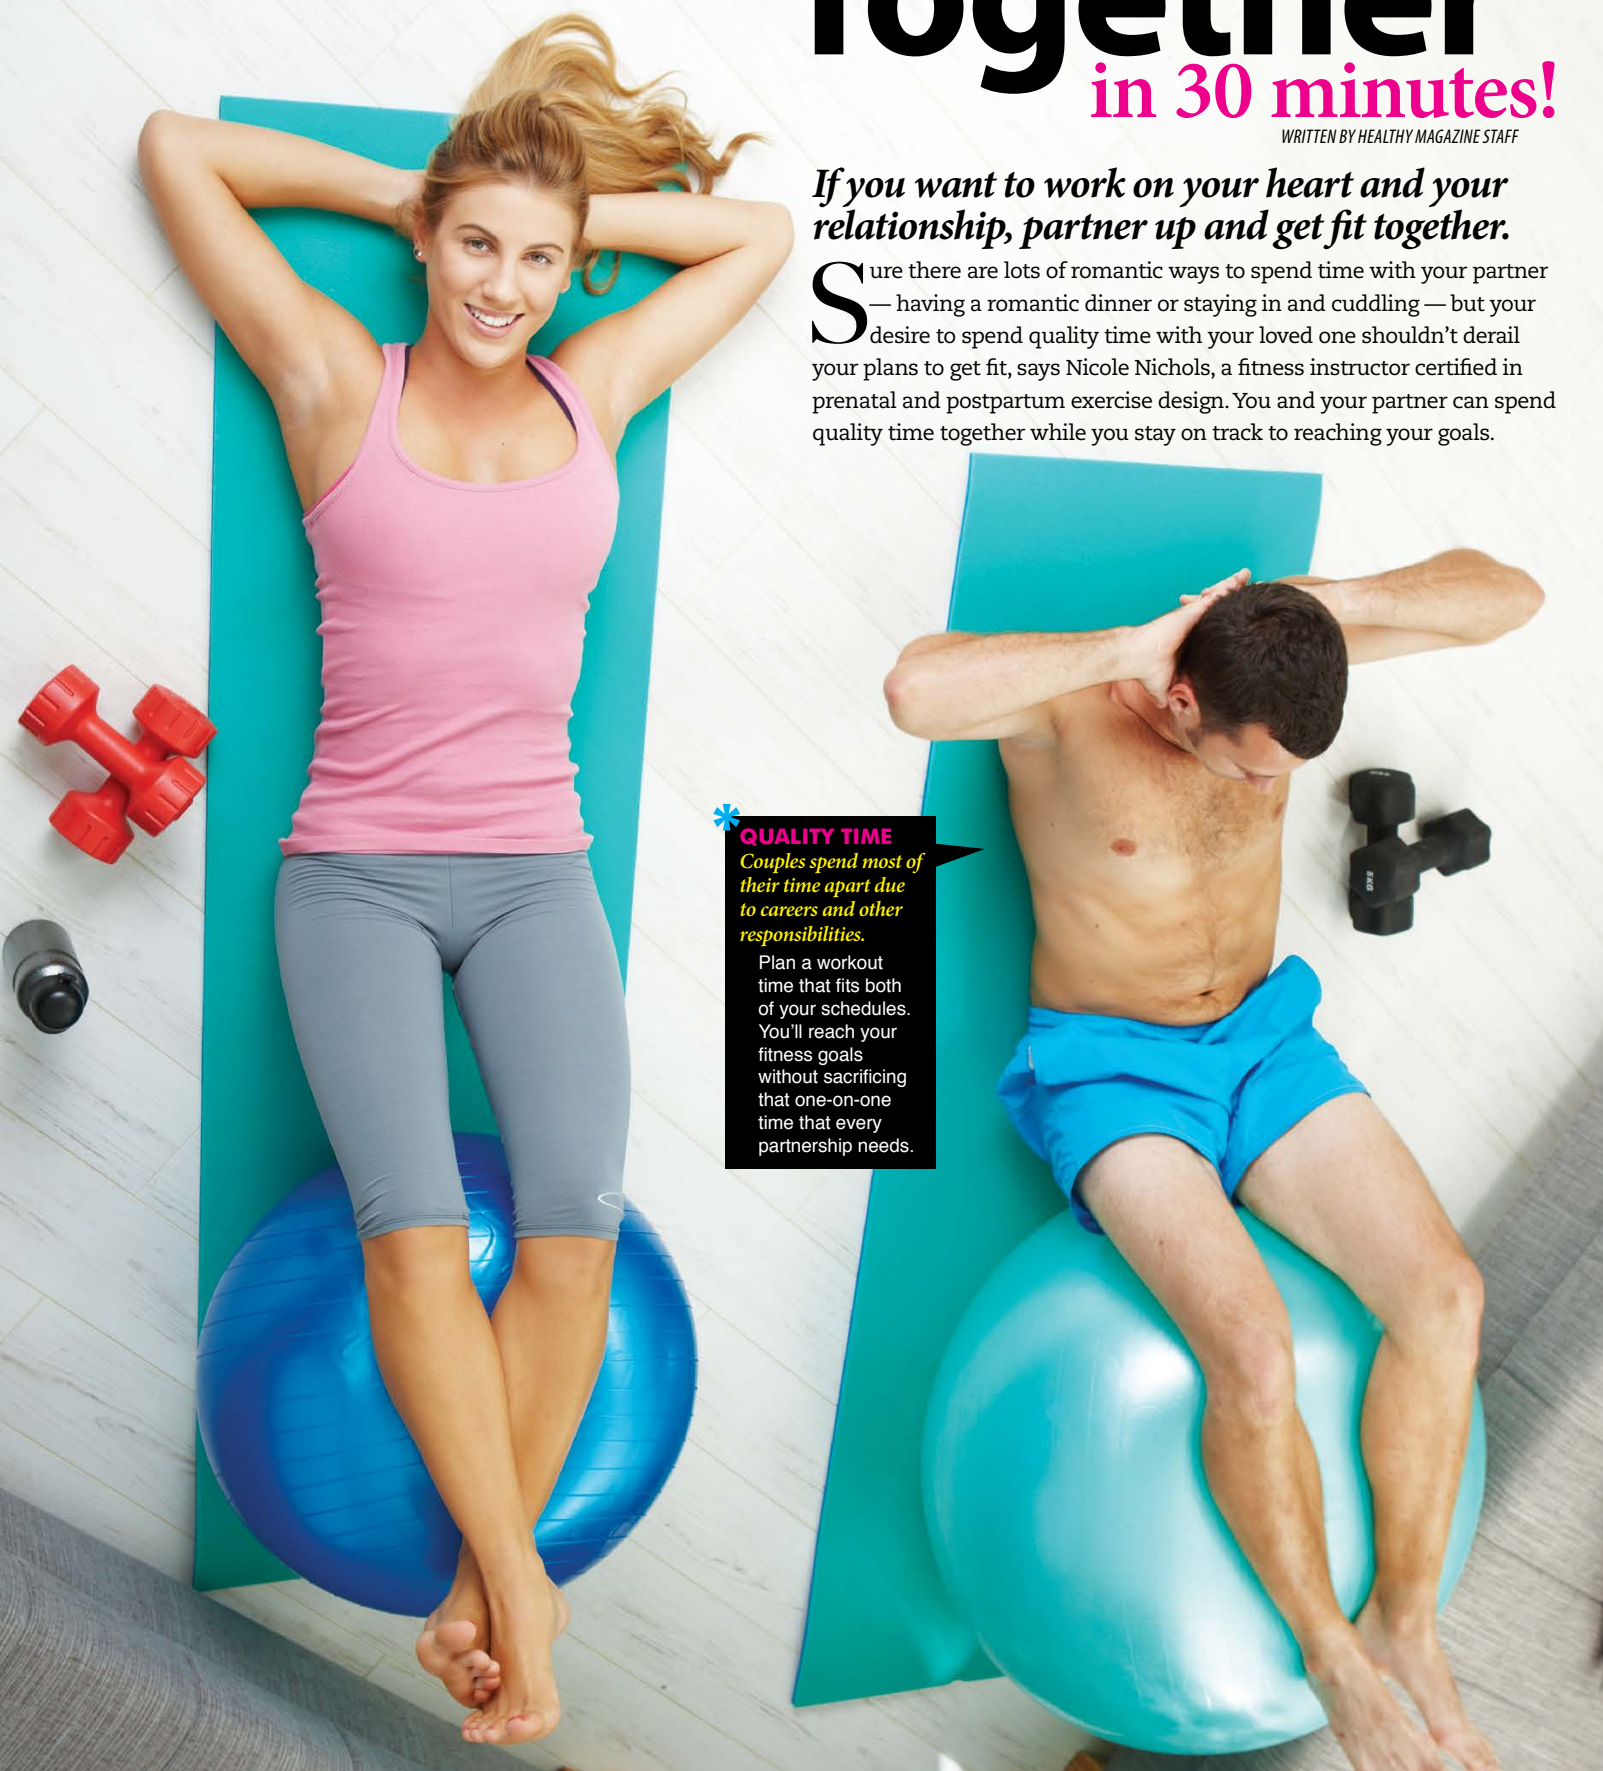 Together
in 30 minutes!
WRITTEN BY HEALTHY MAGAZINE STAFF
If you want to work on your heart and your
relationship, partner up and get fit together.
Sure there are lots of romantic ways to spend time with your partner
— having a romantic dinner or staying in and cuddling — but your
desire to spend quality time with your loved one shouldn't derail
your plans to get fit, says Nicole Nichols, a fitness instructor certified in
prenatal and postpartum exercise design. You and your partner can spend
quality time together while you stay on track to reaching your goals.
* QUALITY TIME
Couples spend most of
their time apart due
to careers and other
responsibilities.
Plan a workout
time that fits both
of your schedules.
You'll reach your
fitness goals
without sacrificing
that one-on-one
time that every
partnership needs.
5KG